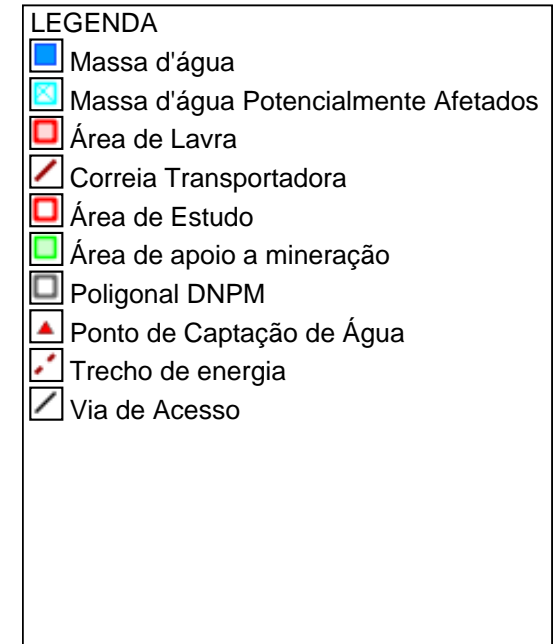 LEGENDA
Massa d'água
Massa d'água Potencialmente Afetados
Área de Lavra
Correia Transportadora
Área de Estudo
Área de apoio a mineração
Poligonal DNPM
Ponto de Captação de Água
Trecho de energia
Via de Acesso